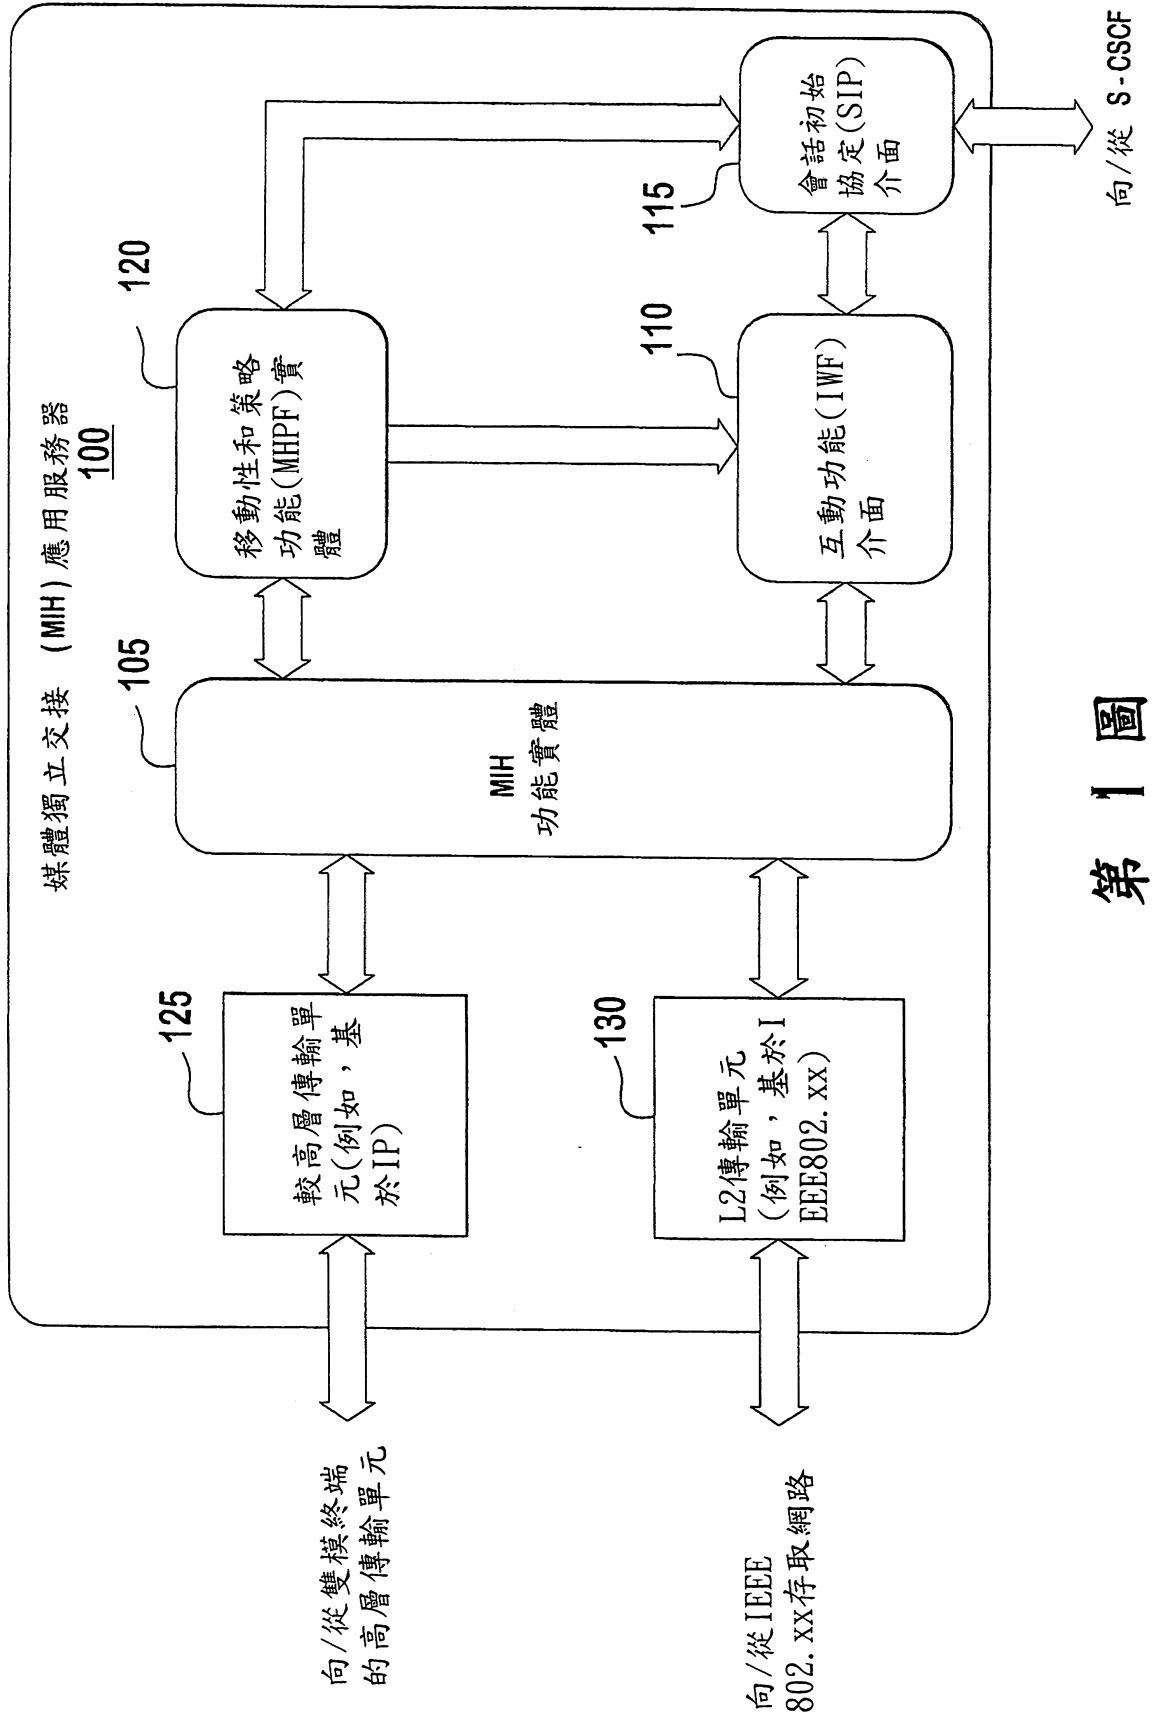 媒體獨立交接 (MIH) 應用服務器
100
向/從雙模終端
的高層傳輸單元
125
較高層傳輸單
元(例如，基
於IP)
105
MIH
功能實體
120
移動性和策略
功能(MHPF)實
體
向/從IEEE
802.xx存取網路
130
L2傳輸單元
(例如，基於I
EEE802.xx)
110
互動功能(IWF)
介面
115
會話初始
協定(SIP)
介面
向/從 S-CSCF
第 1 圖